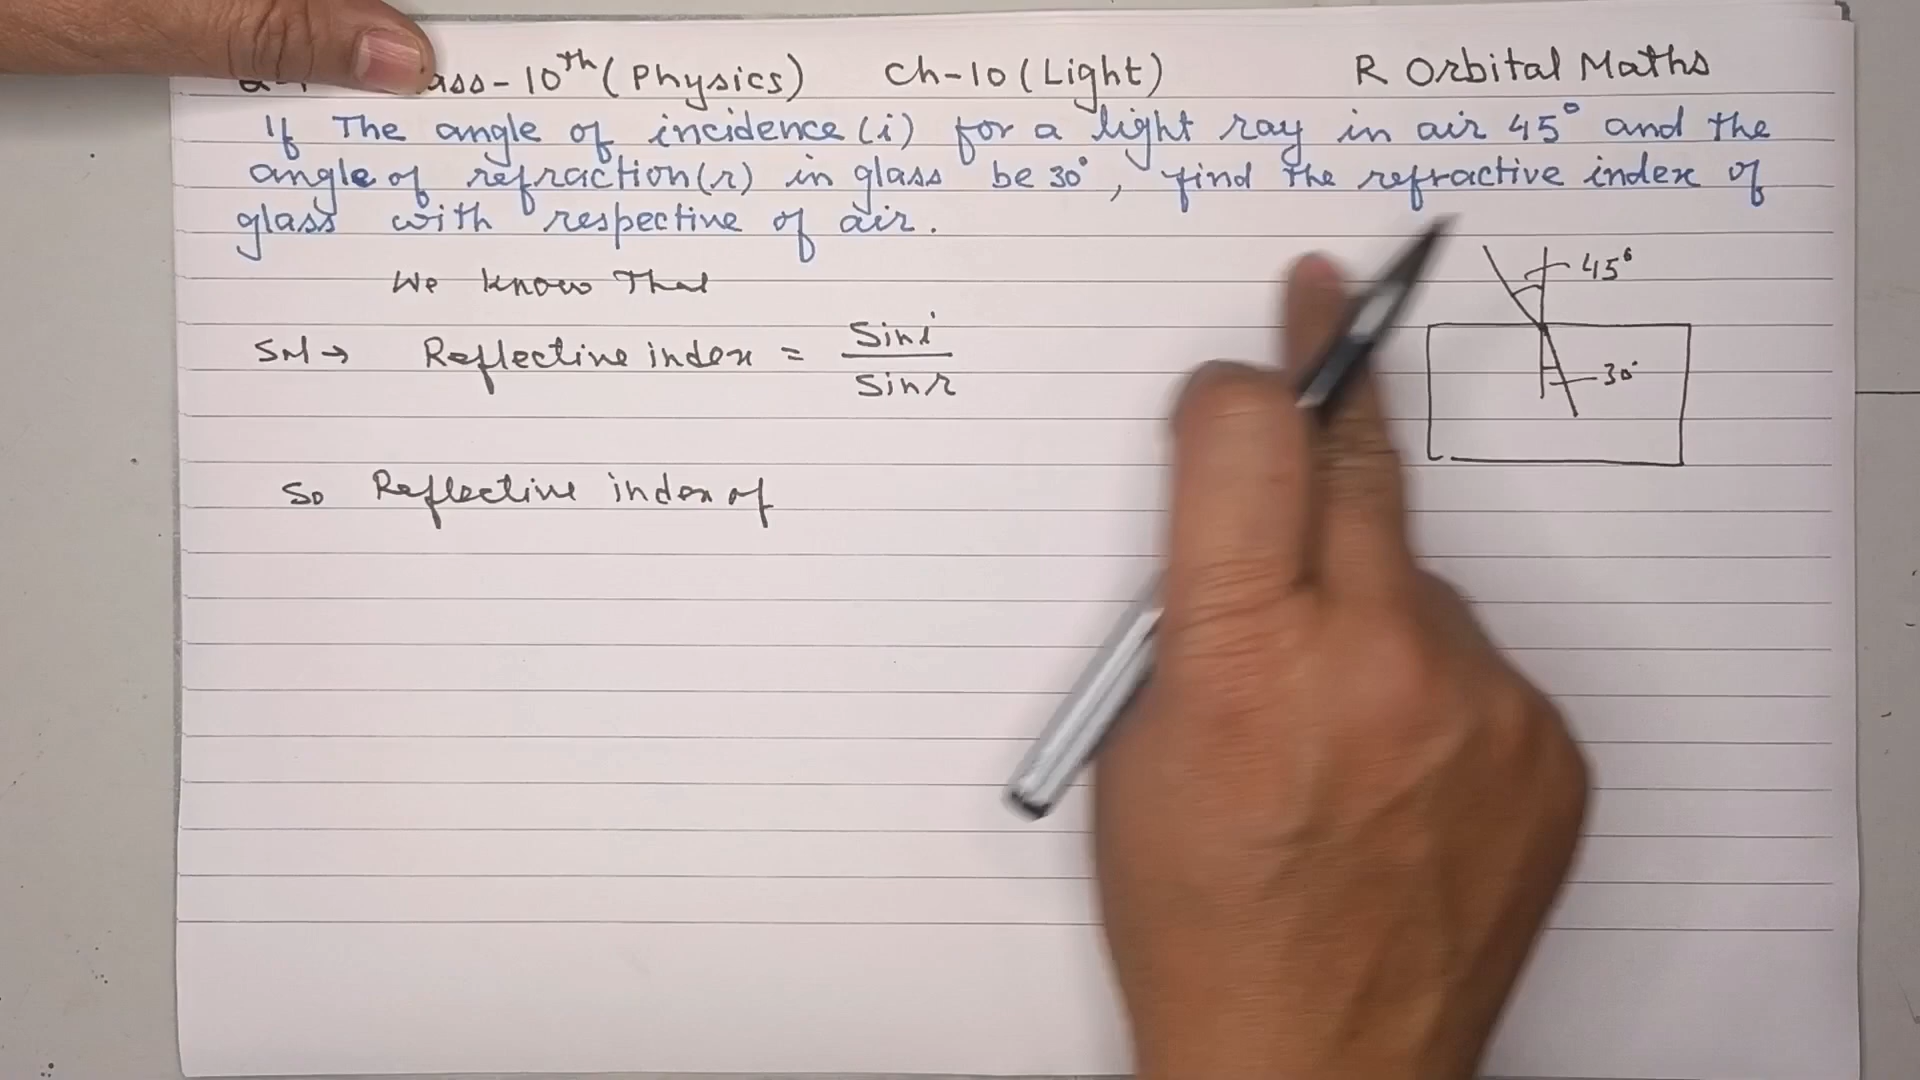 ass-10th (Physics) Ch-10 (Light) R Orbital Maths
If The angle of incidence (i) for a light ray in air 45° and the
angle of refraction (r) in glass be 30°, find the refractive index of
glass with respective of air.
We know That
Sol → Reflective index = Sin i / Sin r
45°
30°
So Reflective index of